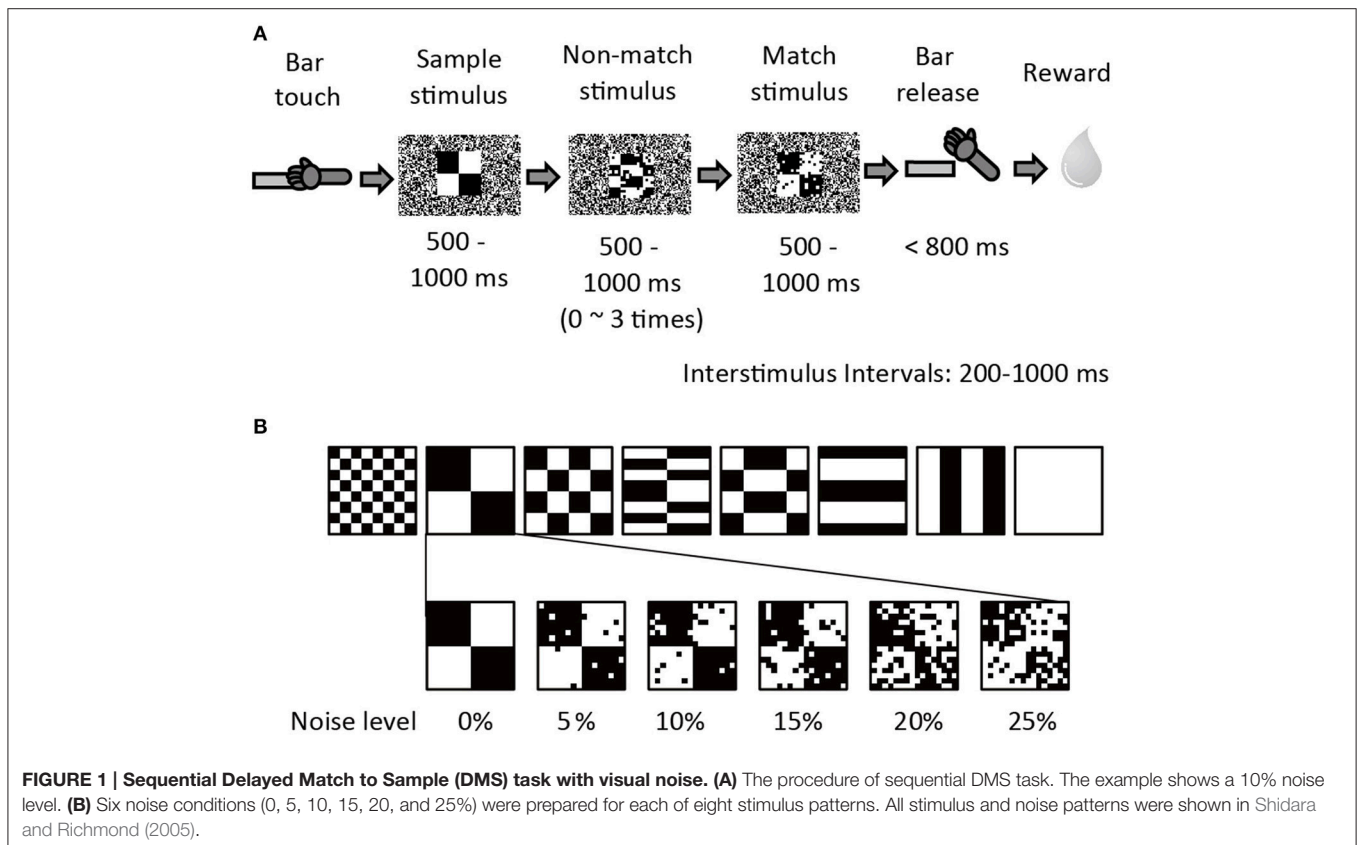 A
Bar
touch
Sample
stimulus
Non-match
stimulus
Match
stimulus
Bar
release
Reward
500 -
1000 ms
500 -
1000 ms
(0 ~ 3 times)
500 -
1000 ms
< 800 ms
Interstimulus Intervals: 200-1000 ms
B
Noise level 0% 5% 10% 15% 20% 25%
FIGURE 1 | Sequential Delayed Match to Sample (DMS) task with visual noise. (A) The procedure of sequential DMS task. The example shows a 10% noise
level. (B) Six noise conditions (0, 5, 10, 15, 20, and 25%) were prepared for each of eight stimulus patterns. All stimulus and noise patterns were shown in Shidara
and Richmond (2005).